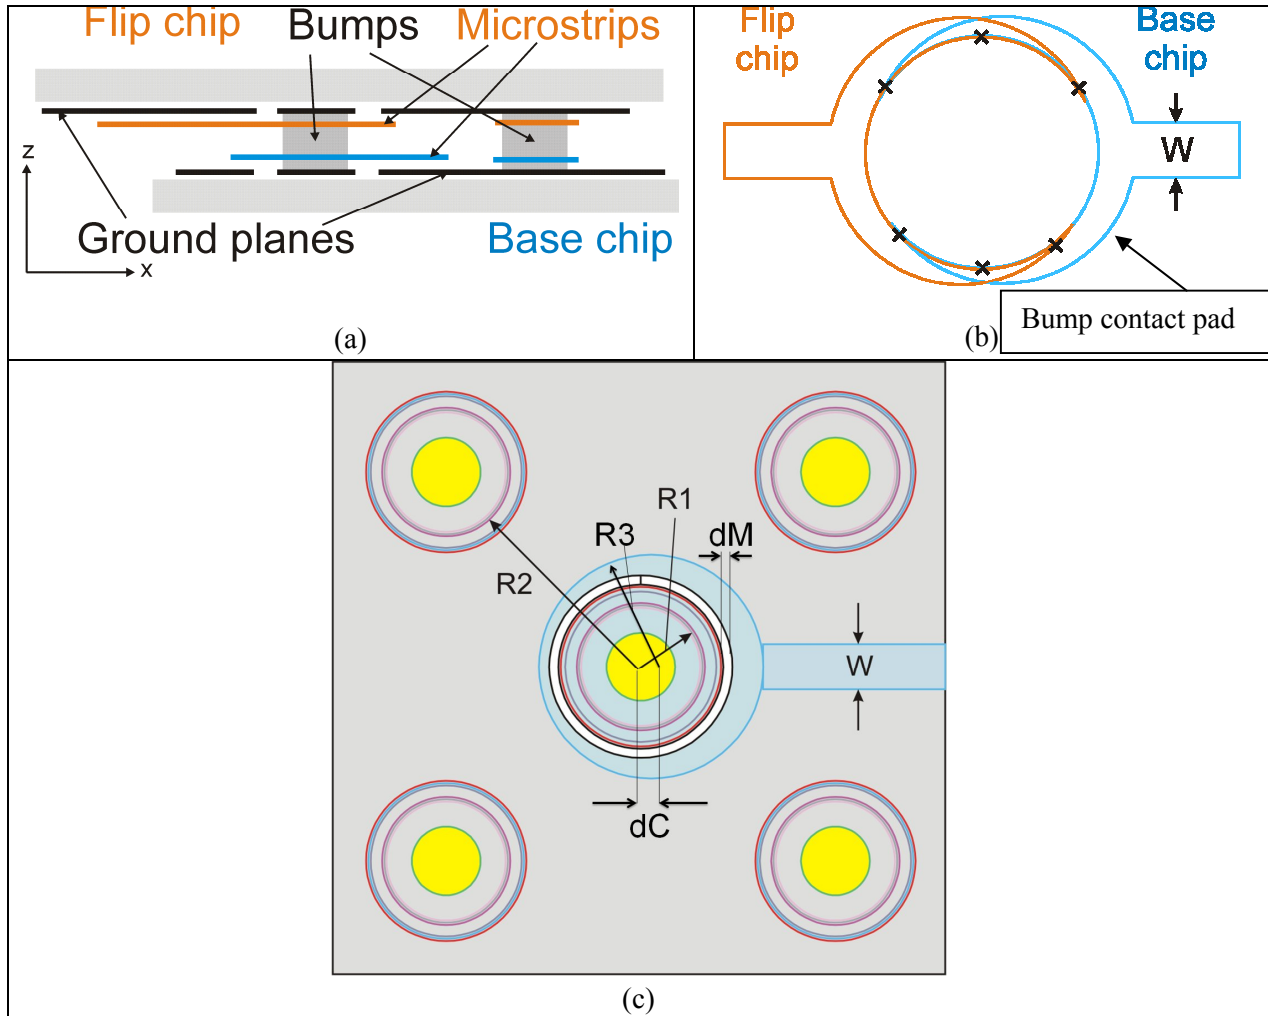 Flip chip Bumps Microstrips
z
Ground planes Base chip
x
(a)
Flip
chip
Base
chip
W
Bump contact pad
(b)
R1
R3 dM
R2
W
dC
(c)